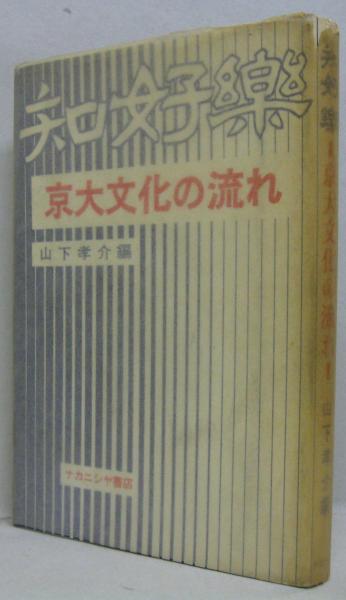 知好樂
京大文化の流れ
山下孝介編
ナカニシヤ書店
知好樂―京大文化の流れ― 山下孝介編